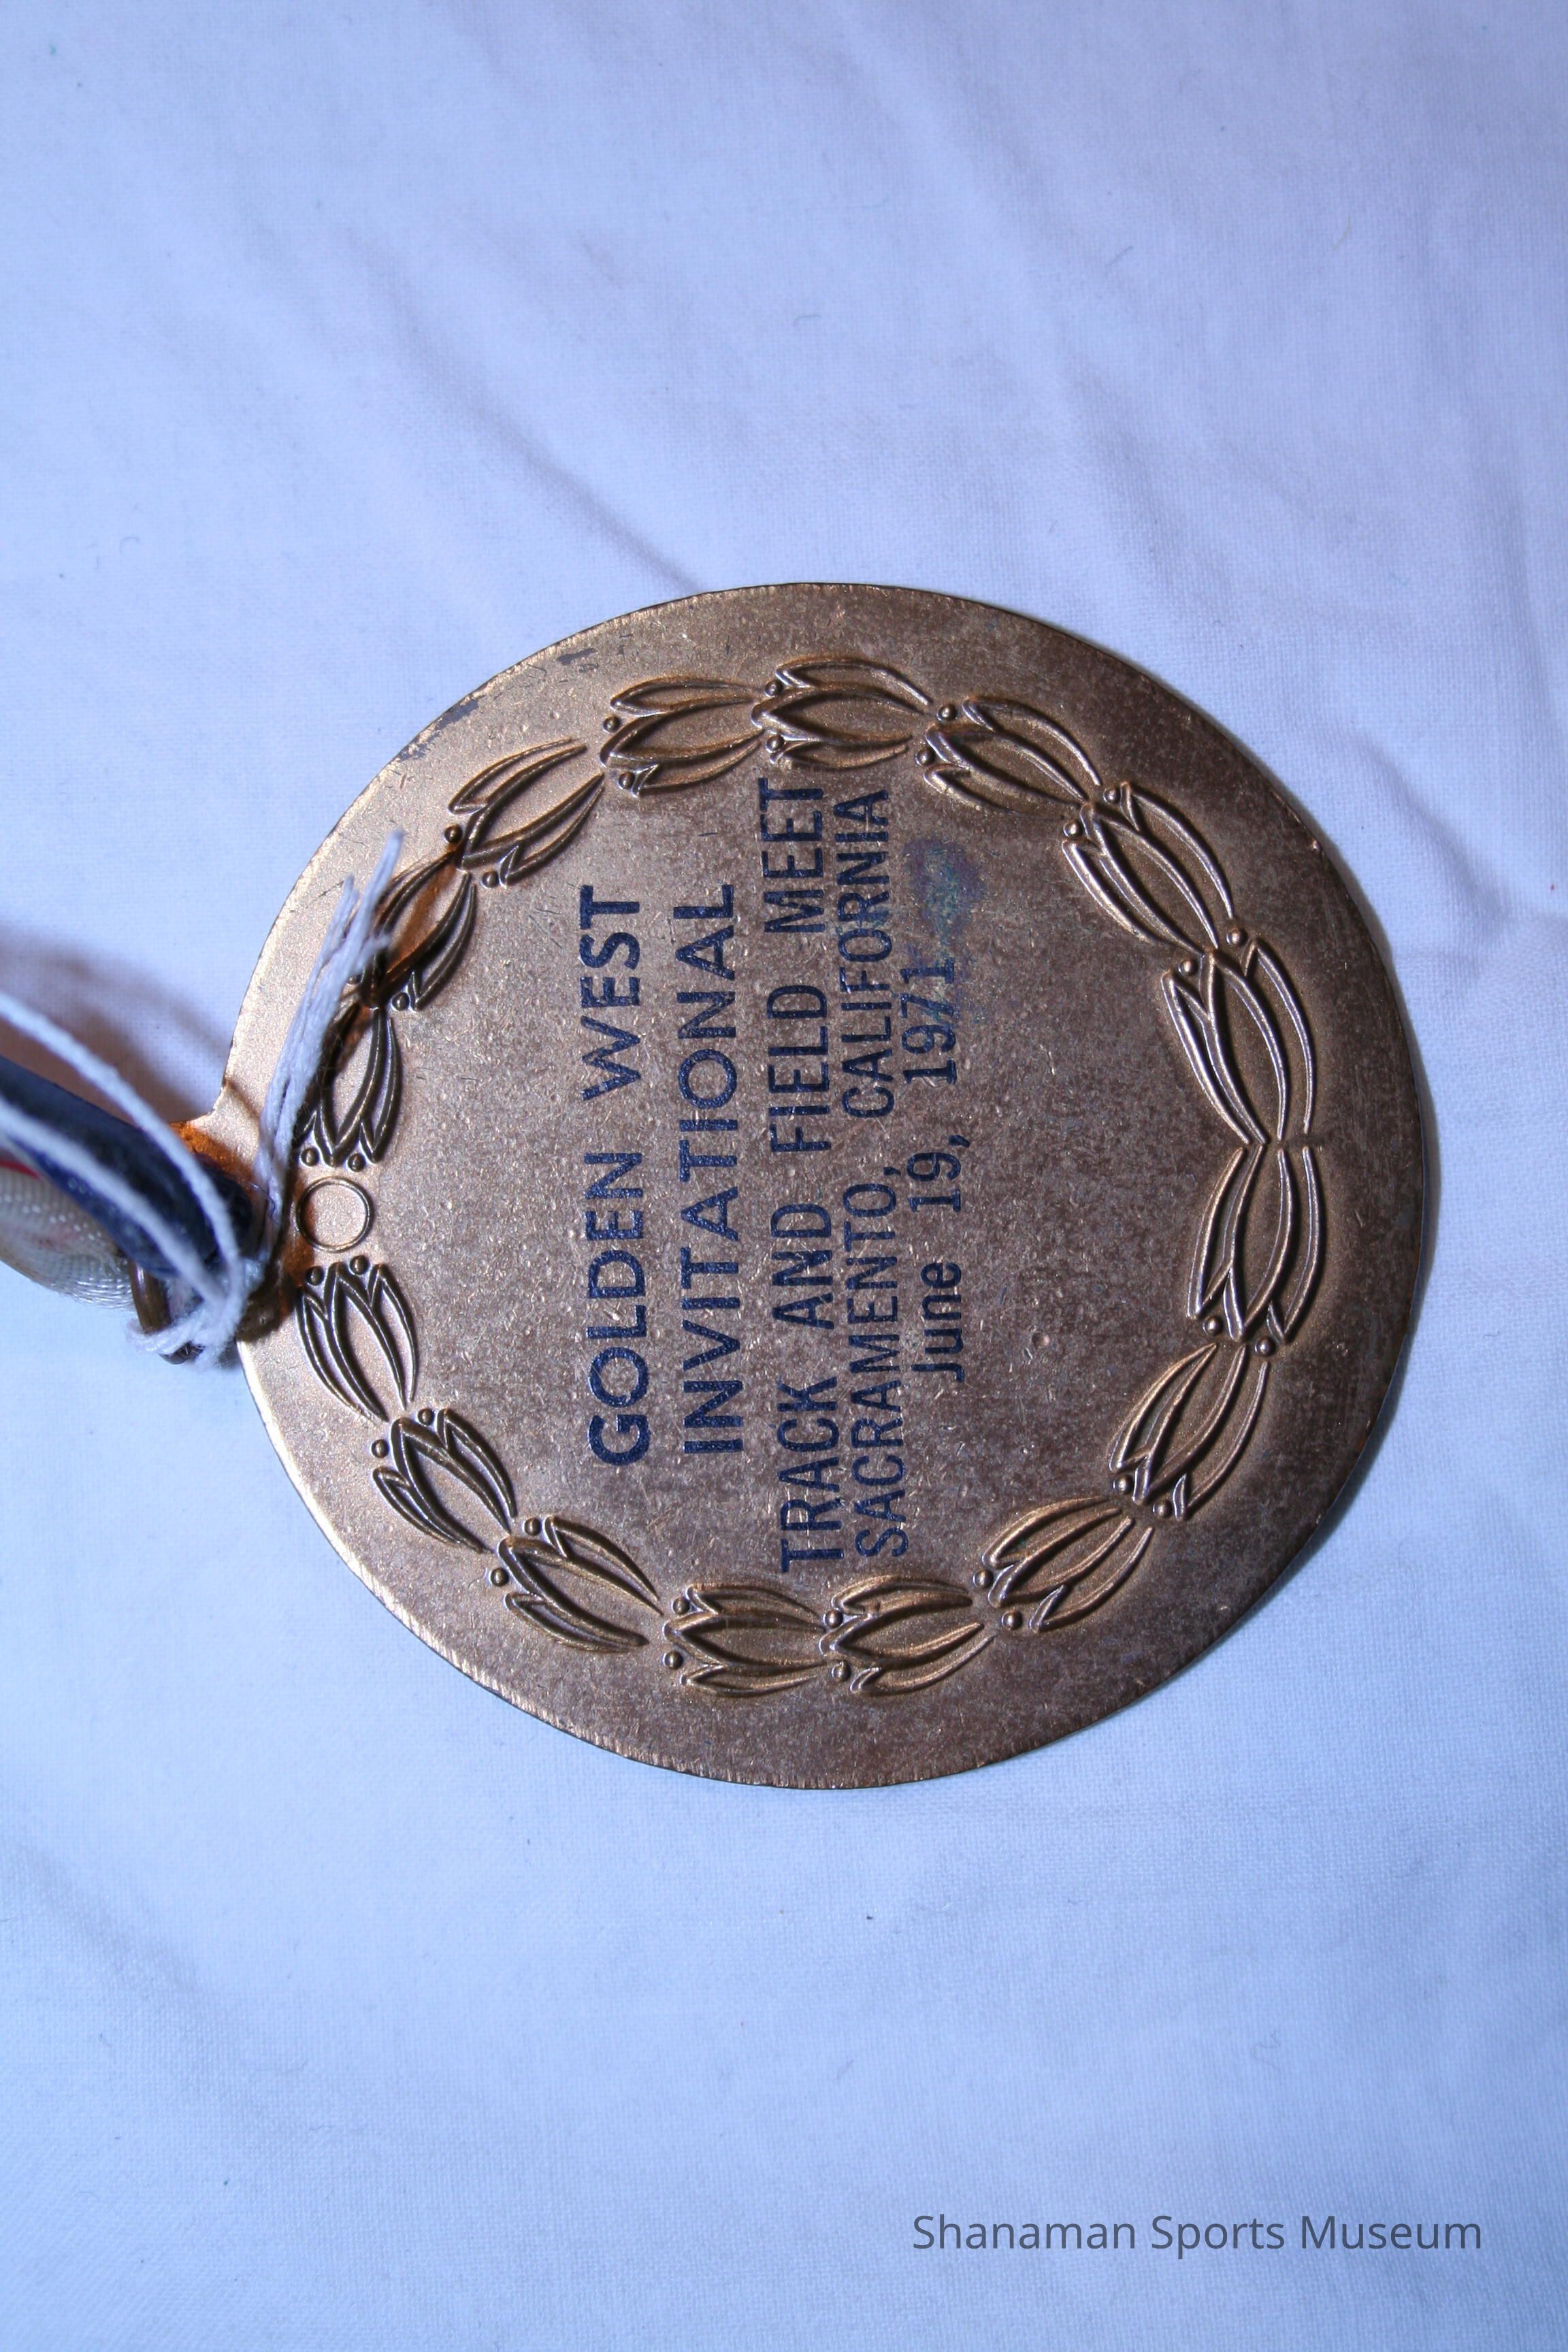 GOLDEN WEST
INVITATIONAL
TRACK AND FIELD MEET
SACRAMENTO, CALIFORNIA
June 19, 1971
Shanaman Sports Museum